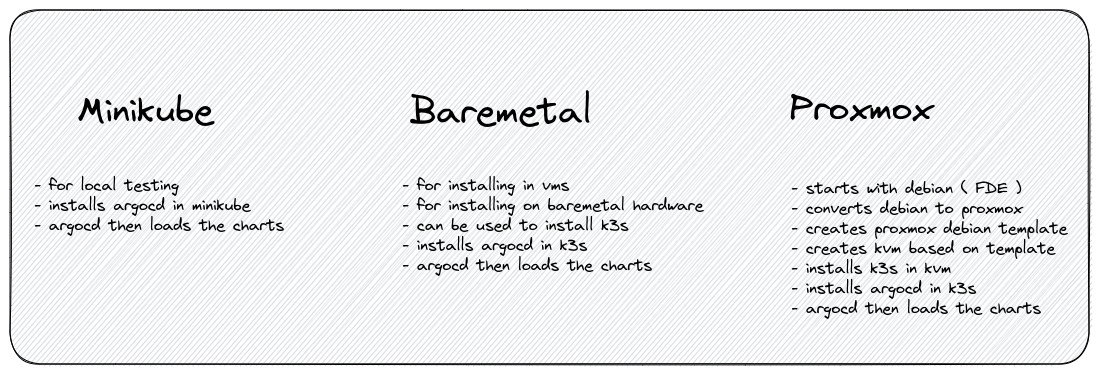 Minikube
- for local testing
- installs argocd in minikube
- argocd then loads the charts
Baremetal
- for installing in vms
- for installing on baremetal hardware
- can be used to install k3s
- installs argocd in k3s
- argocd then loads the charts
Proxmox
- starts with debian ( FDE )
- converts debian to proxmox
- creates proxmox debian template
- creates kvm based on template
- installs k3s in kvm
- installs argocd in k3s
- argocd then loads the charts